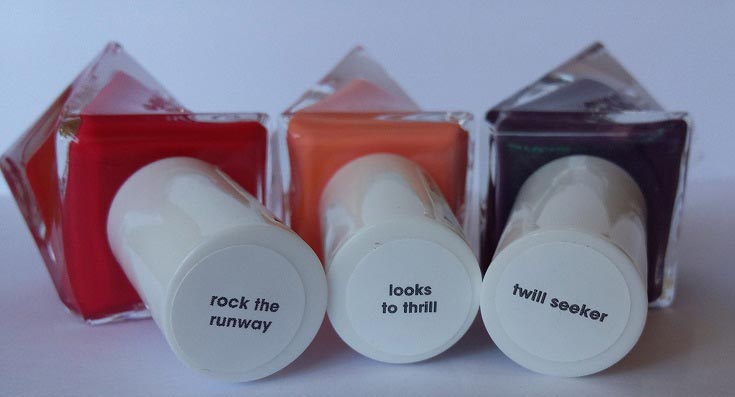 rock the
runway
looks
to thrill
twill seeker